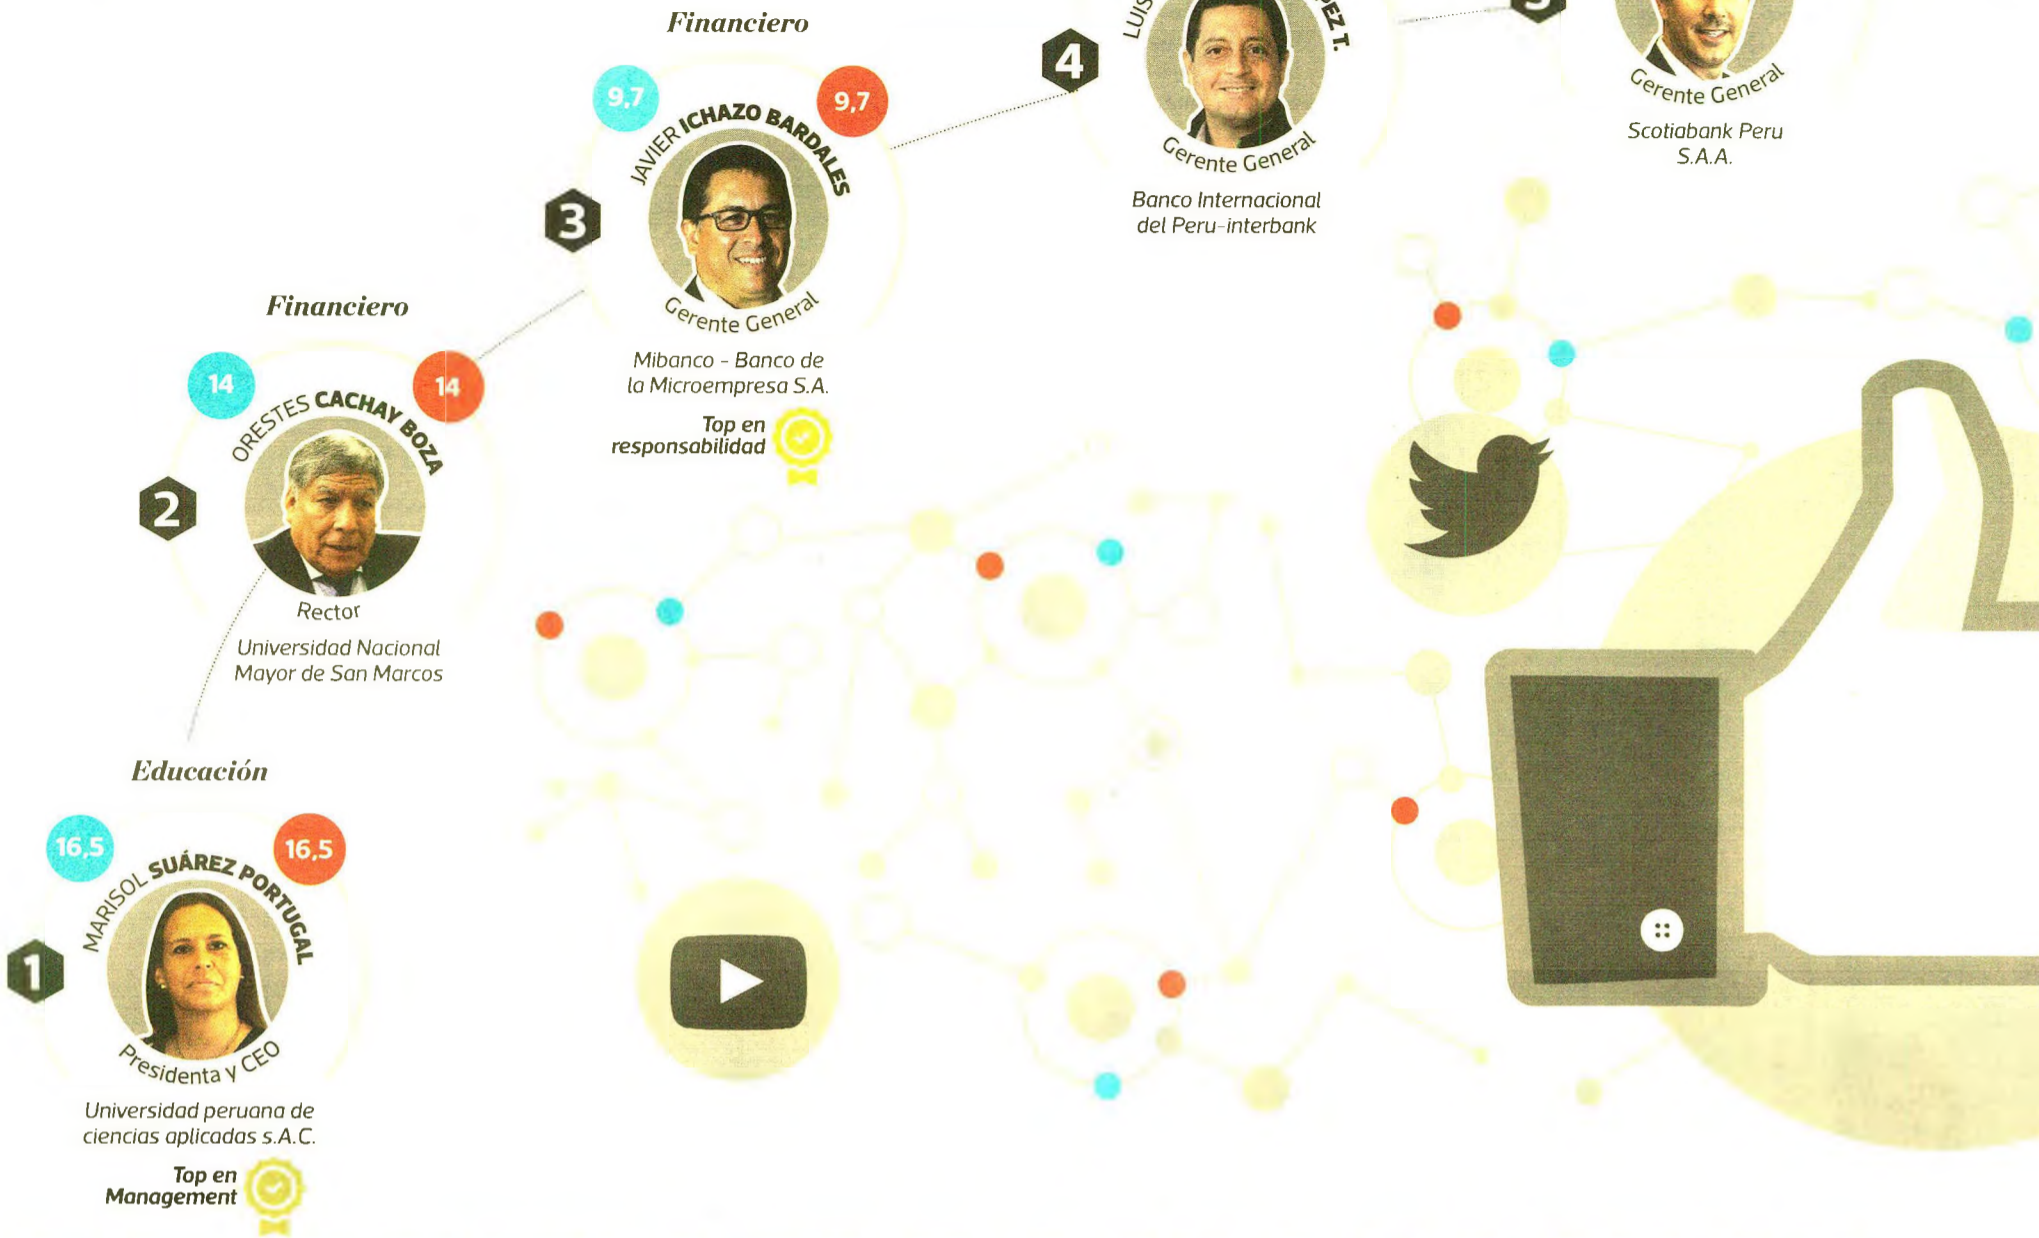 Educación
16,5
16,5
MARISOL SUÁREZ PORTUGAL
1
Presidenta y CEO
Universidad peruana de
ciencias aplicadas s.A.C.
Top en
Management
Financiero
14
14
ORESTES CACHAY BOZA
2
Rector
Universidad Nacional
Mayor de San Marcos
Financiero
9,7
9,7
JAVIER ICHAZO BARDALES
3
Gerente General
Mibanco - Banco de
la Microempresa S.A.
Top en
responsabilidad
4
T.
Gerente General
Banco Internacional
del Peru-interbank
Gerente General
Scotiabank Peru
S.A.A.